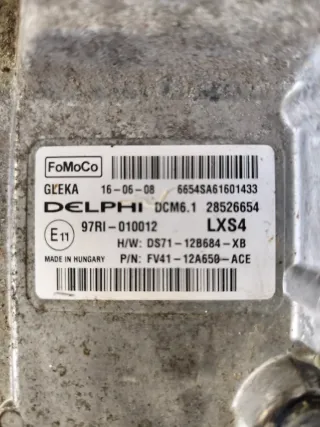 FoMoCo
GLEKA 16-06-08 6654SA61601433
DELPHI DCM6.1 28526654
E11 97RI-010012 LXS4
H/W: DS71-12B684-XB
MADE IN HUNGARY P/N: FV41-12A650-ACE